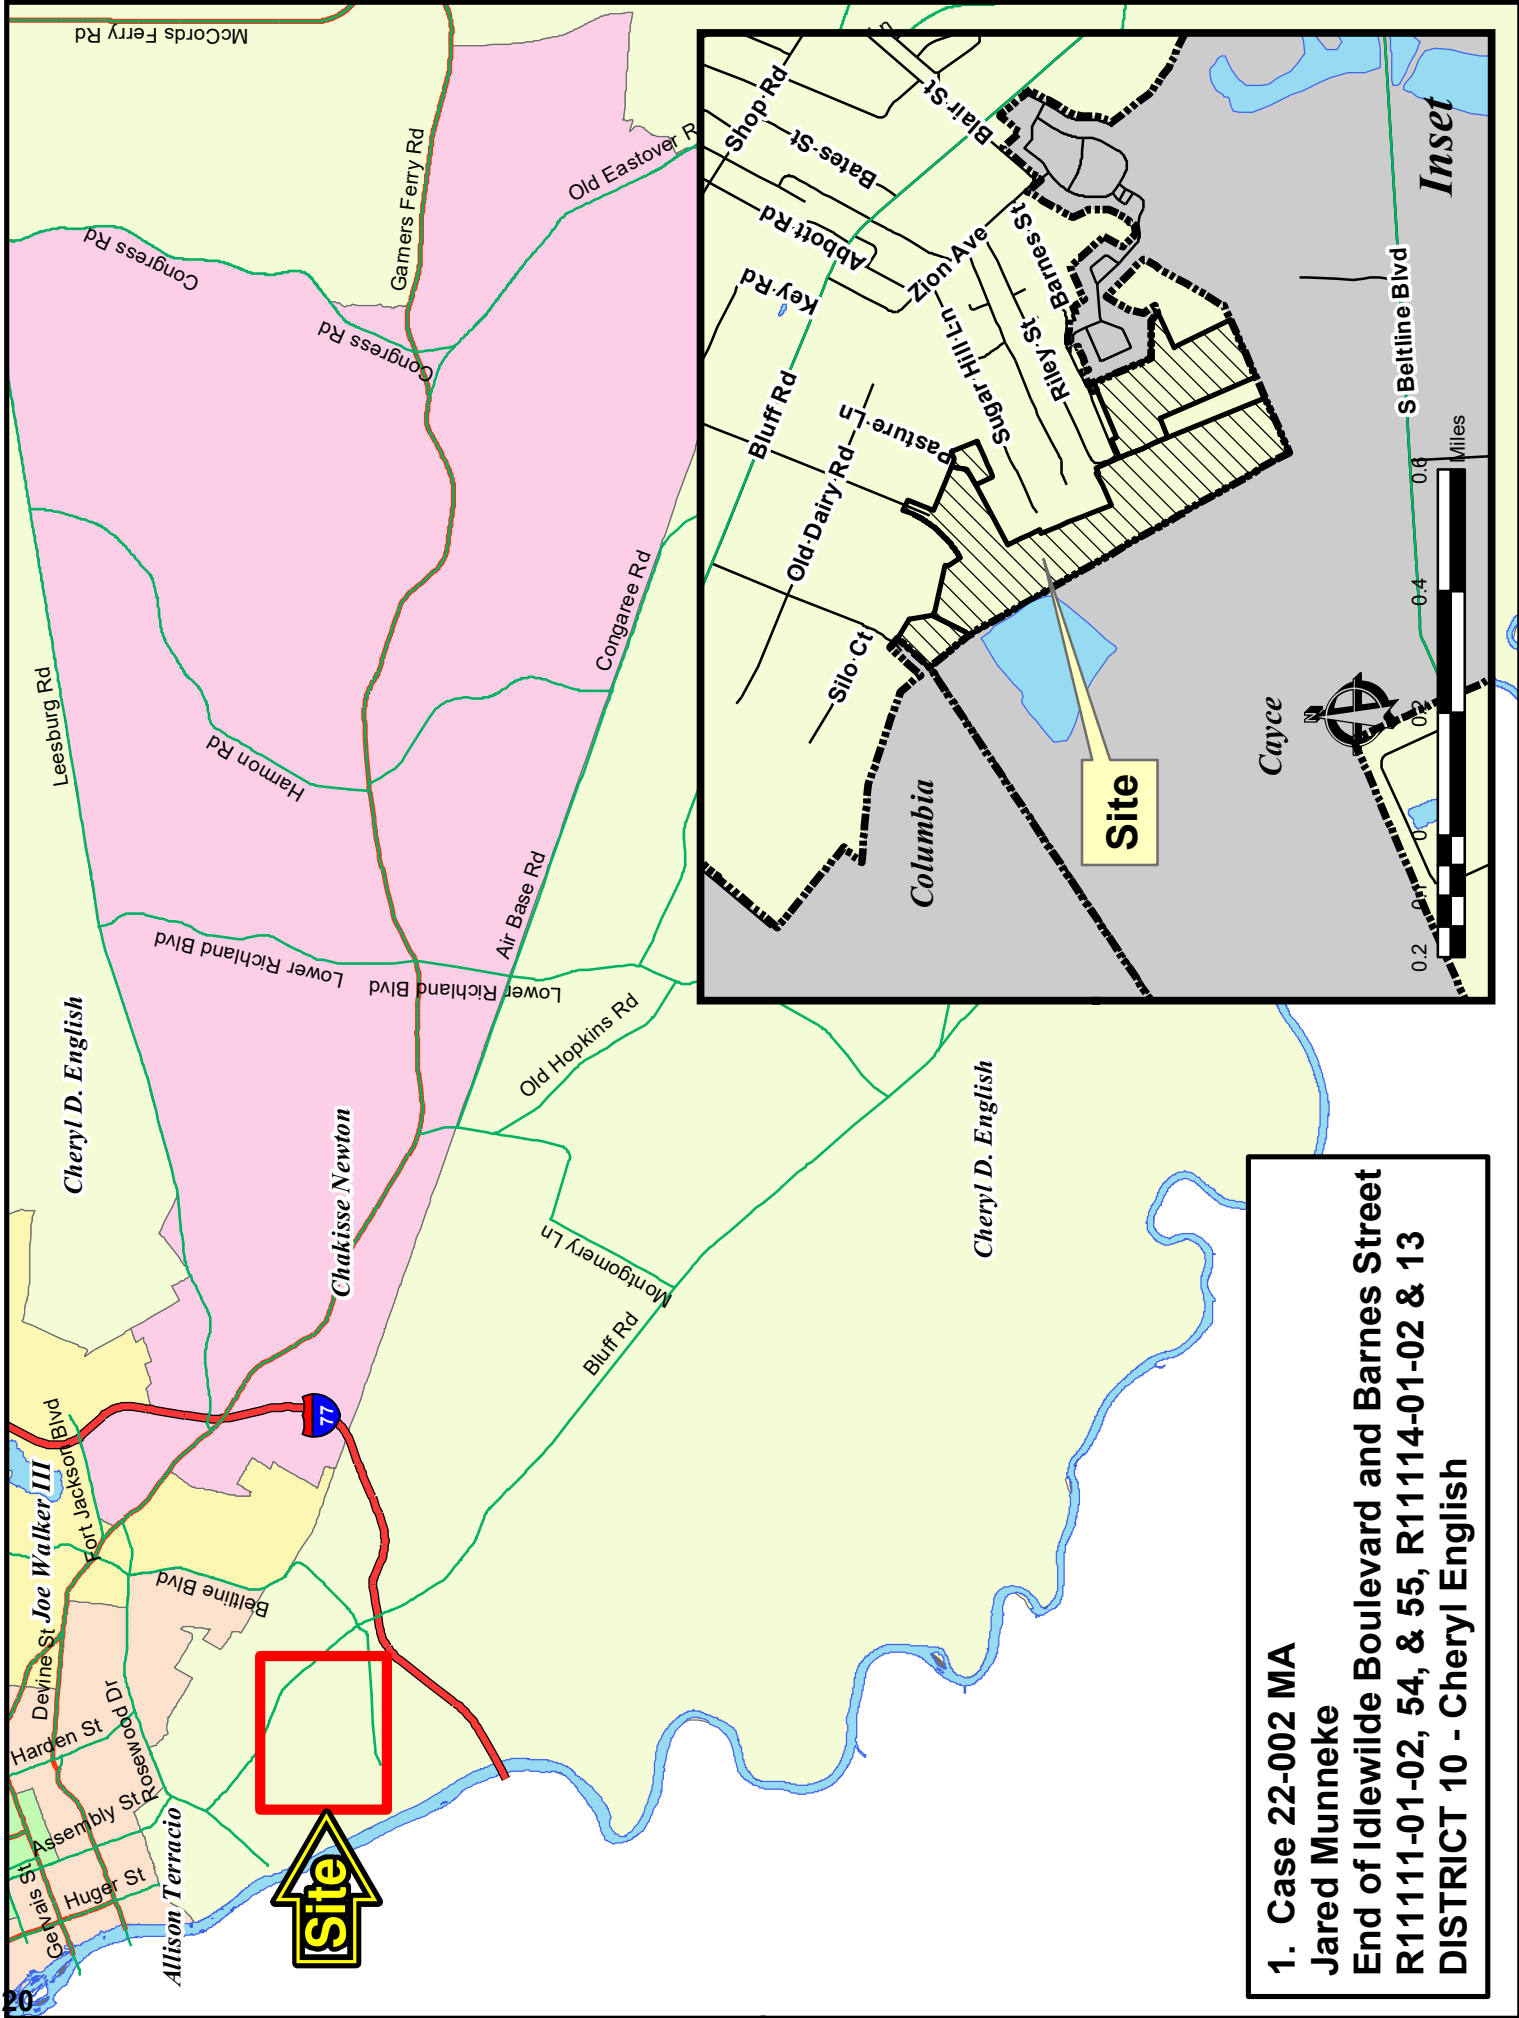 20
McCords Ferry Rd
Garners Ferry Rd
Old Eastover R
Congress Rd
Congress Rd
Leesburg Rd
Harmon Rd
Congaree Rd
Lower Richland Blvd
Lower Richland Blvd
Air Base Rd
Old Hopkins Rd
Montgomery Ln
Bluff Rd
77
Fort Jackson Blvd
Beltline Blvd
Devine St
Harden St
Rosewood Dr
Assembly St
Gervais St
Huger St
Cheryl D. English
Chakisse Newton
Cheryl D. English
Joe Walker III
Allison Terracio
Site
Shop Rd
Bates St
Blair St
Ln
Abbott Rd
Key Rd
Zion Ave
Barnes St
Bluff Rd
Sugar Hill Ln
Riley St
Pasture Ln
Old Dairy Rd
Silo Ct
S Beltline Blvd
Columbia
Cayce
Site
N
Inset
0.2
0.1
0
0.2
0.4
0.6
Miles
1. Case 22-002 MA
Jared Munneke
End of Idlewilde Boulevard and Barnes Street
R11111-01-02, 54, & 55, R11114-01-02 & 13
DISTRICT 10 - Cheryl English